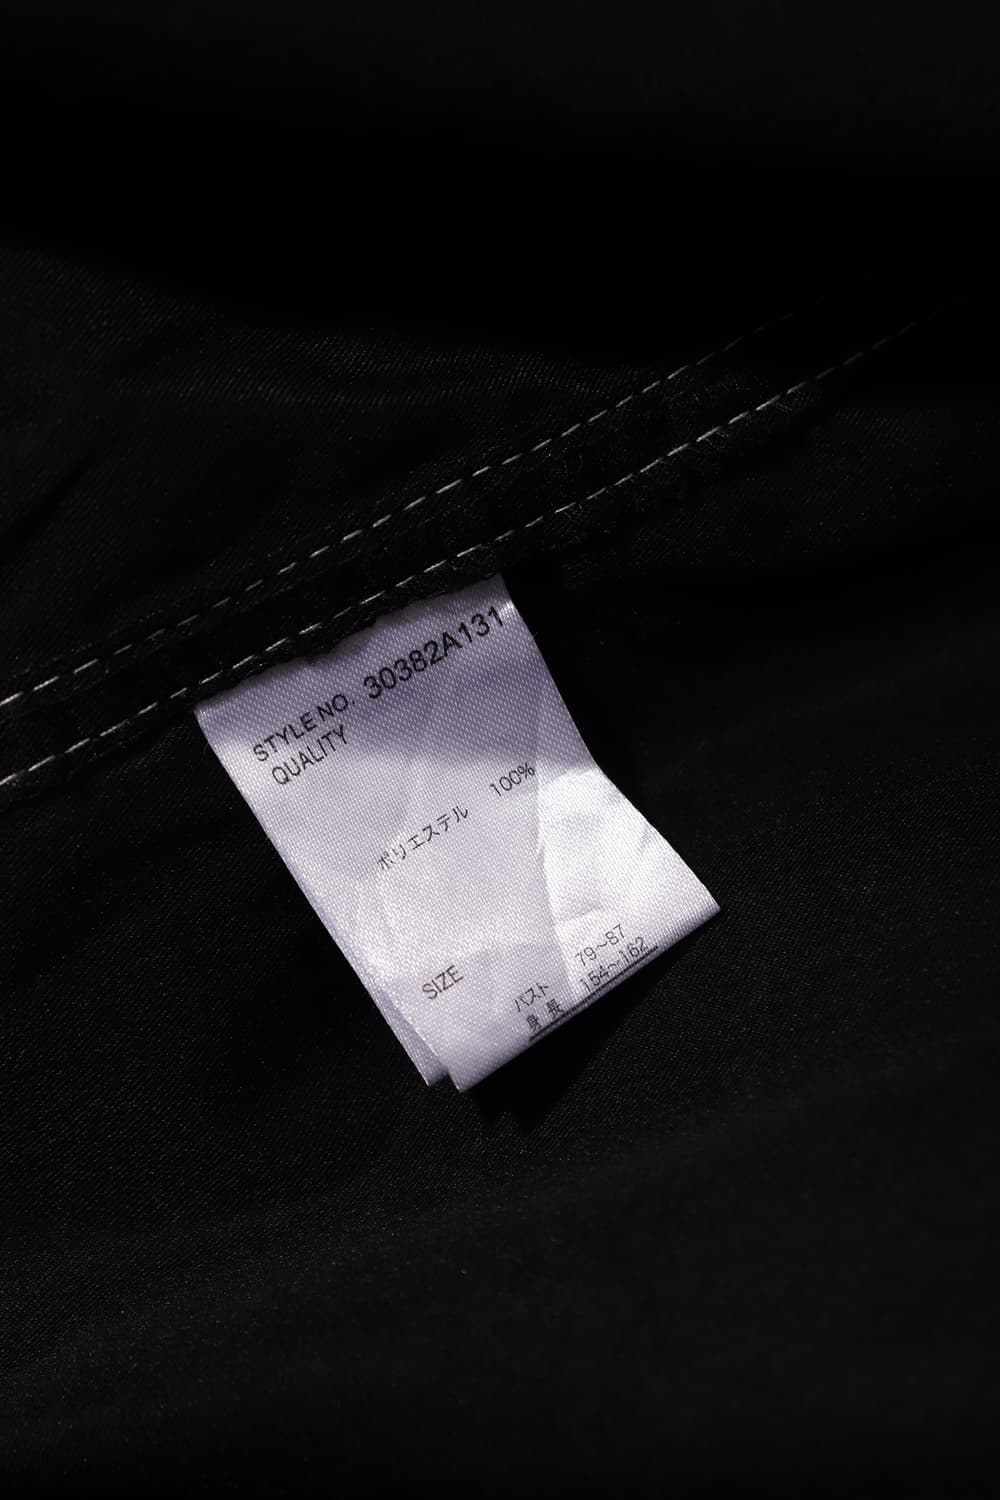 STYLE NO. 30382A131
QUALITY
ポリエステル 100%
SIZE
バスト 79~87
身長 154~162